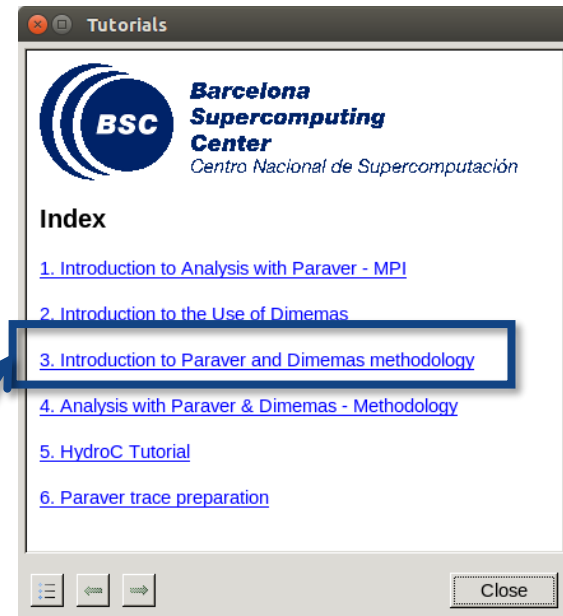 Tutorials
BSC
Barcelona
Supercomputing
Center
Centro Nacional de Supercomputación
Index
1. Introduction to Analysis with Paraver - MPI
2. Introduction to the Use of Dimemas
3. Introduction to Paraver and Dimemas methodology
4. Analysis with Paraver & Dimemas - Methodology
5. HydroC Tutorial
6. Paraver trace preparation
Close